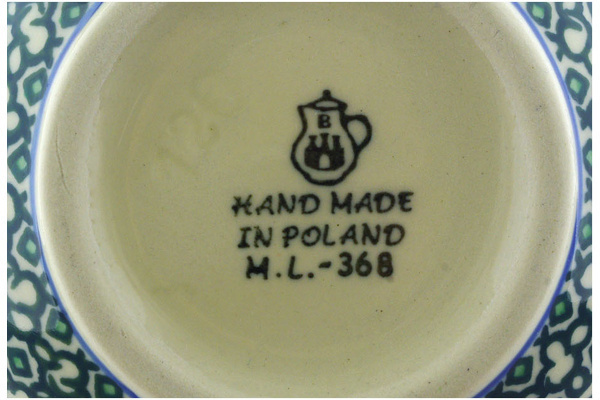 B
HAND MADE
IN POLAND
M.L.-368